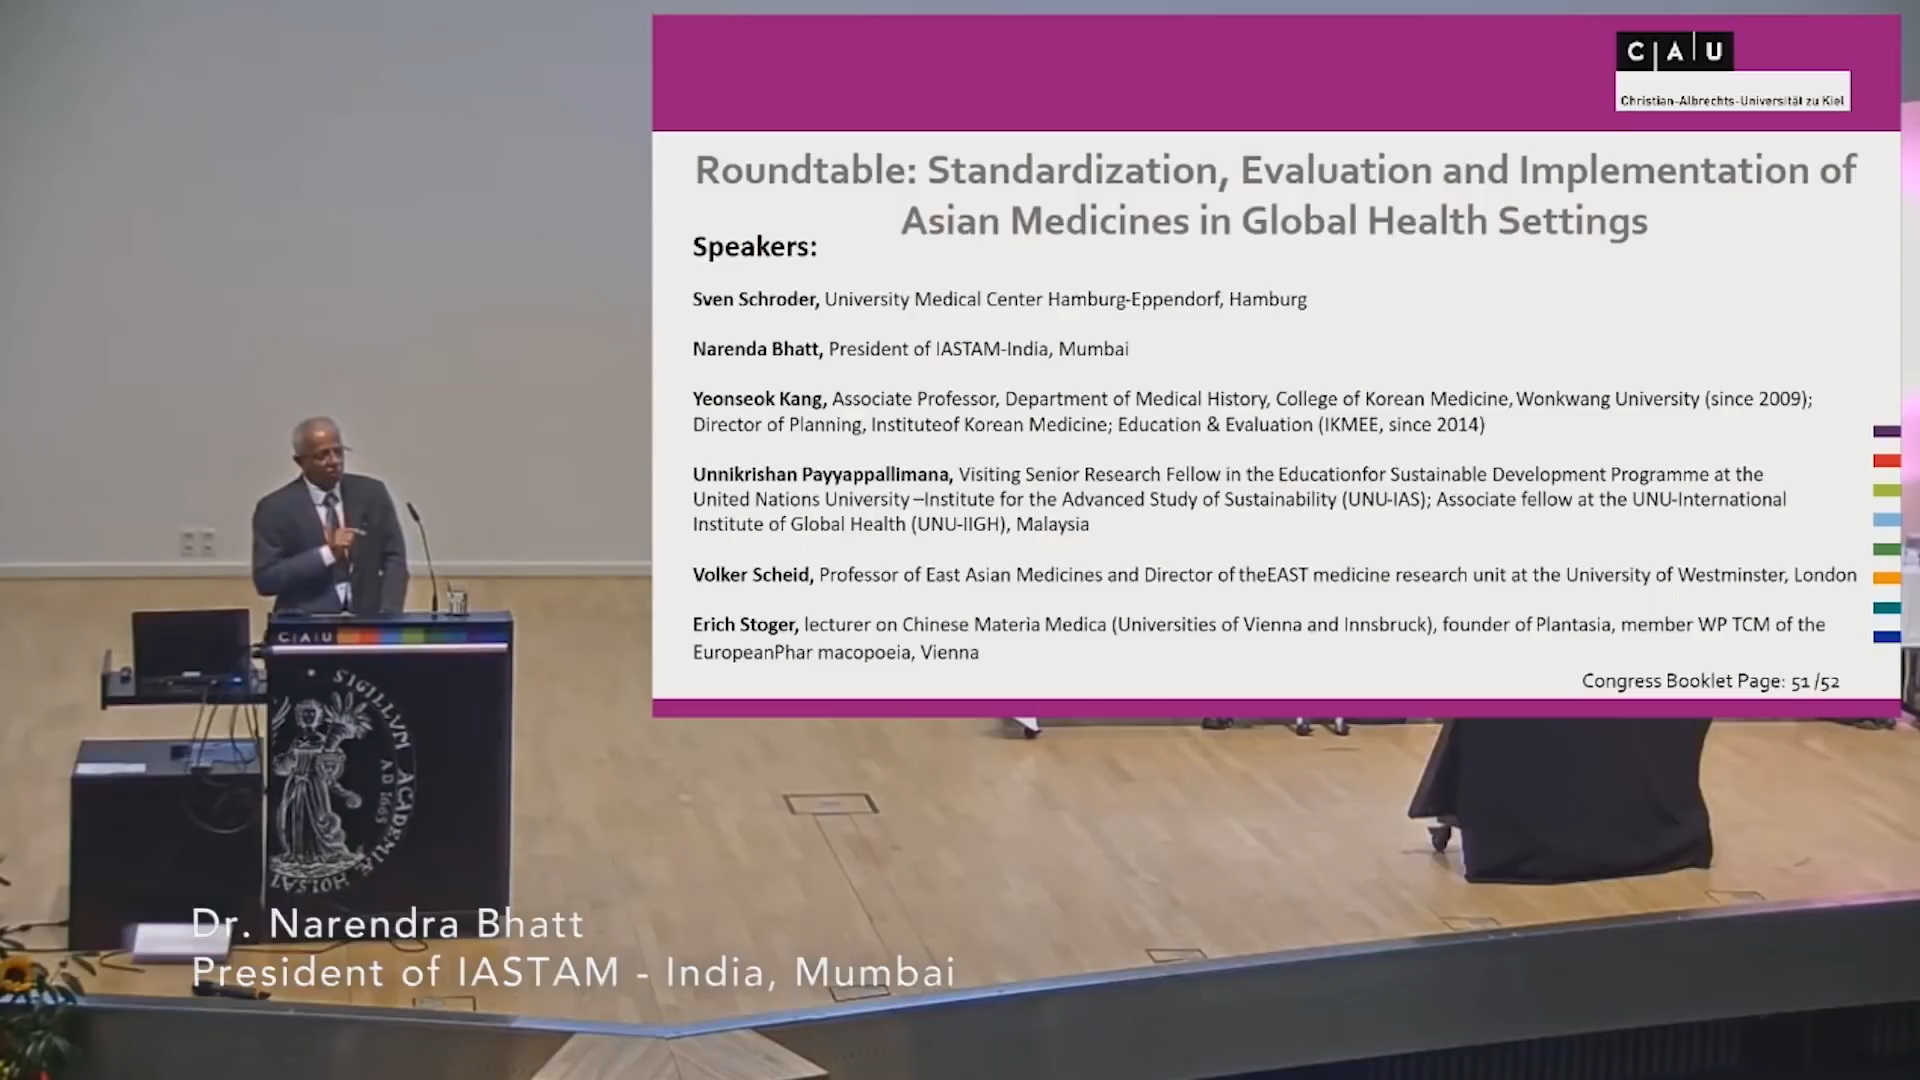 C|A|U
Christian-Albrechts-Universität zu Kiel
Roundtable: Standardization, Evaluation and Implementation of
Asian Medicines in Global Health Settings
Speakers:
Sven Schroder, University Medical Center Hamburg-Eppendorf, Hamburg
Narenda Bhatt, President of IASTAM-India, Mumbai
Yeonseok Kang, Associate Professor, Department of Medical History, College of Korean Medicine, Wonkwang University (since 2009);
Director of Planning, Instituteof Korean Medicine; Education & Evaluation (IKMEE, since 2014)
Unnikrishan Payyappallimana, Visiting Senior Research Fellow in the Educationfor Sustainable Development Programme at the
United Nations University –Institute for the Advanced Study of Sustainability (UNU-IAS); Associate fellow at the UNU-International
Institute of Global Health (UNU-IIGH), Malaysia
Volker Scheid, Professor of East Asian Medicines and Director of theEAST medicine research unit at the University of Westminster, London
Erich Stoger, lecturer on Chinese Materia Medica (Universities of Vienna and Innsbruck), founder of Plantasia, member WP TCM of the
EuropeanPhar macopoeia, Vienna
Congress Booklet Page: 51/52
C|A|U
SIGILLVM ACADEMIÆ HOLSAT
AD 1665
Dr. Narendra Bhatt
President of IASTAM - India, Mumbai